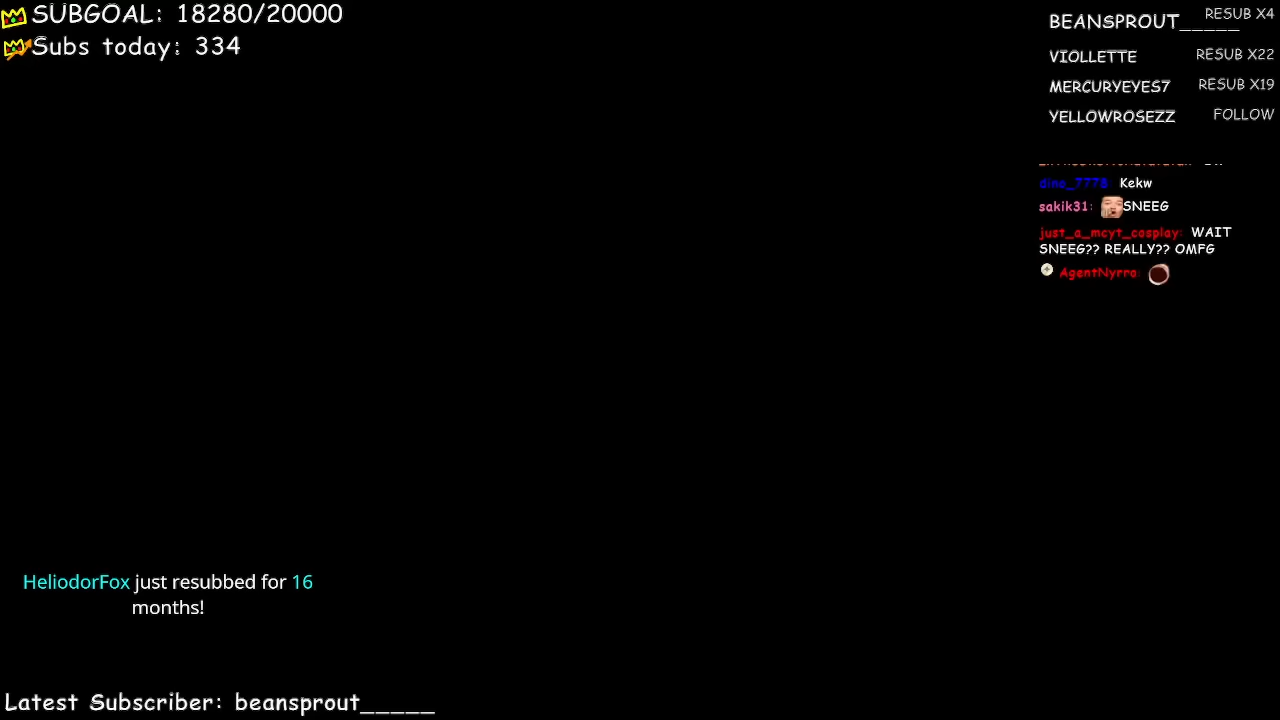 SUBGOAL: 18280/20000
Subs today: 334
BEANSPROUT_____ RESUB X4
VIOLLETTE RESUB X22
MERCURYEYES7 RESUB X19
YELLOWROSEZZ FOLLOW
dino_7778: Kekw
sakik31: SNEEG
just_a_mcyt_cosplay: WAIT
SNEEG?? REALLY?? OMFG
AgentNyrro:
HeliodorFox just resubbed for 16
months!
Latest Subscriber: beansprout_____